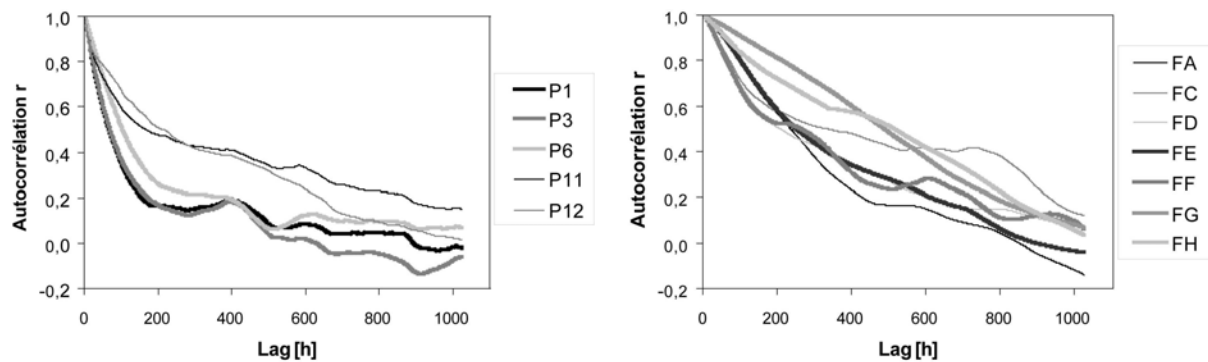 Autocorrélation r
1,0
0,8
0,6
0,4
0,2
0,0
-0,2
0 200 400 600 800 1000
Lag [h]
P1
P3
P6
P11
P12
Autocorrélation r
1,0
0,8
0,6
0,4
0,2
0,0
-0,2
0 200 400 600 800 1000
Lag [h]
FA
FC
FD
FE
FF
FG
FH